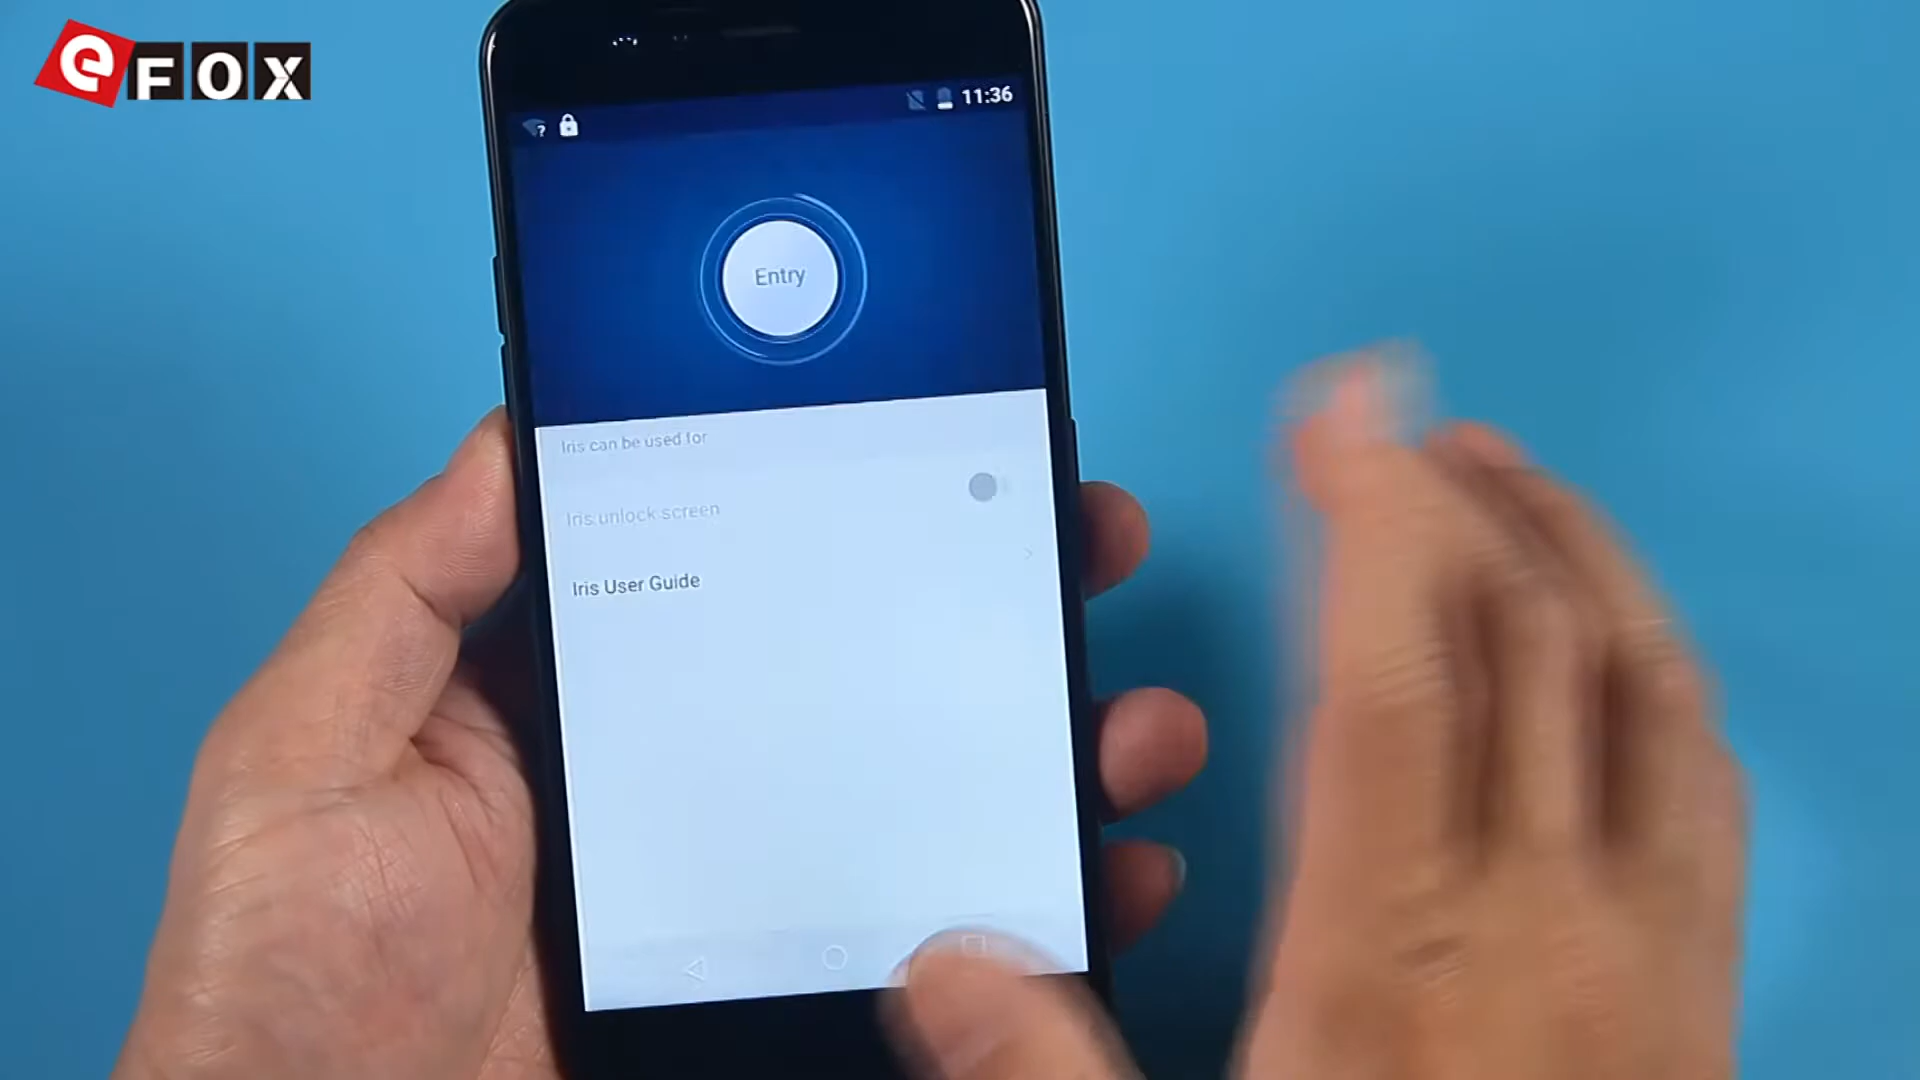 eFOX
11:36
Entry
Iris can be used for
Iris unlock screen
Iris User Guide